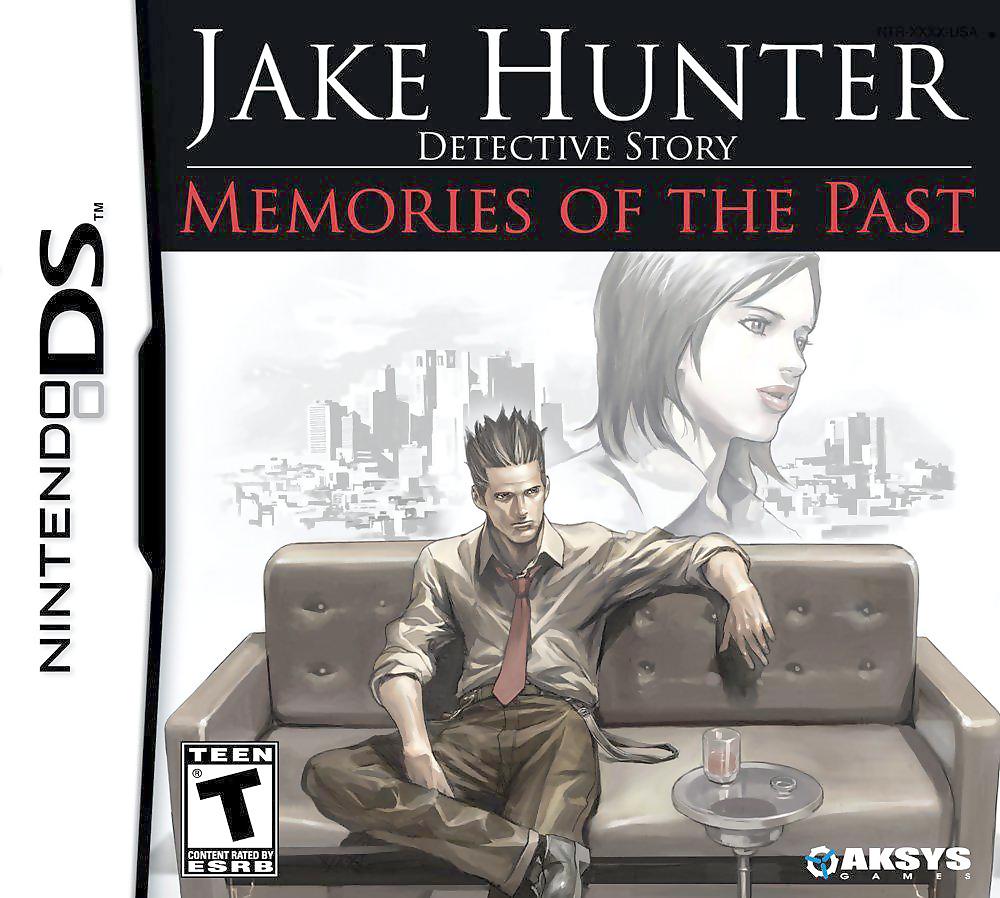 NTR-XXXX-USA
JAKE HUNTER
DETECTIVE STORY
MEMORIES OF THE PAST
NINTENDO DS™
TEEN
T®
CONTENT RATED BY
ESRB
AKSYS
GAMES